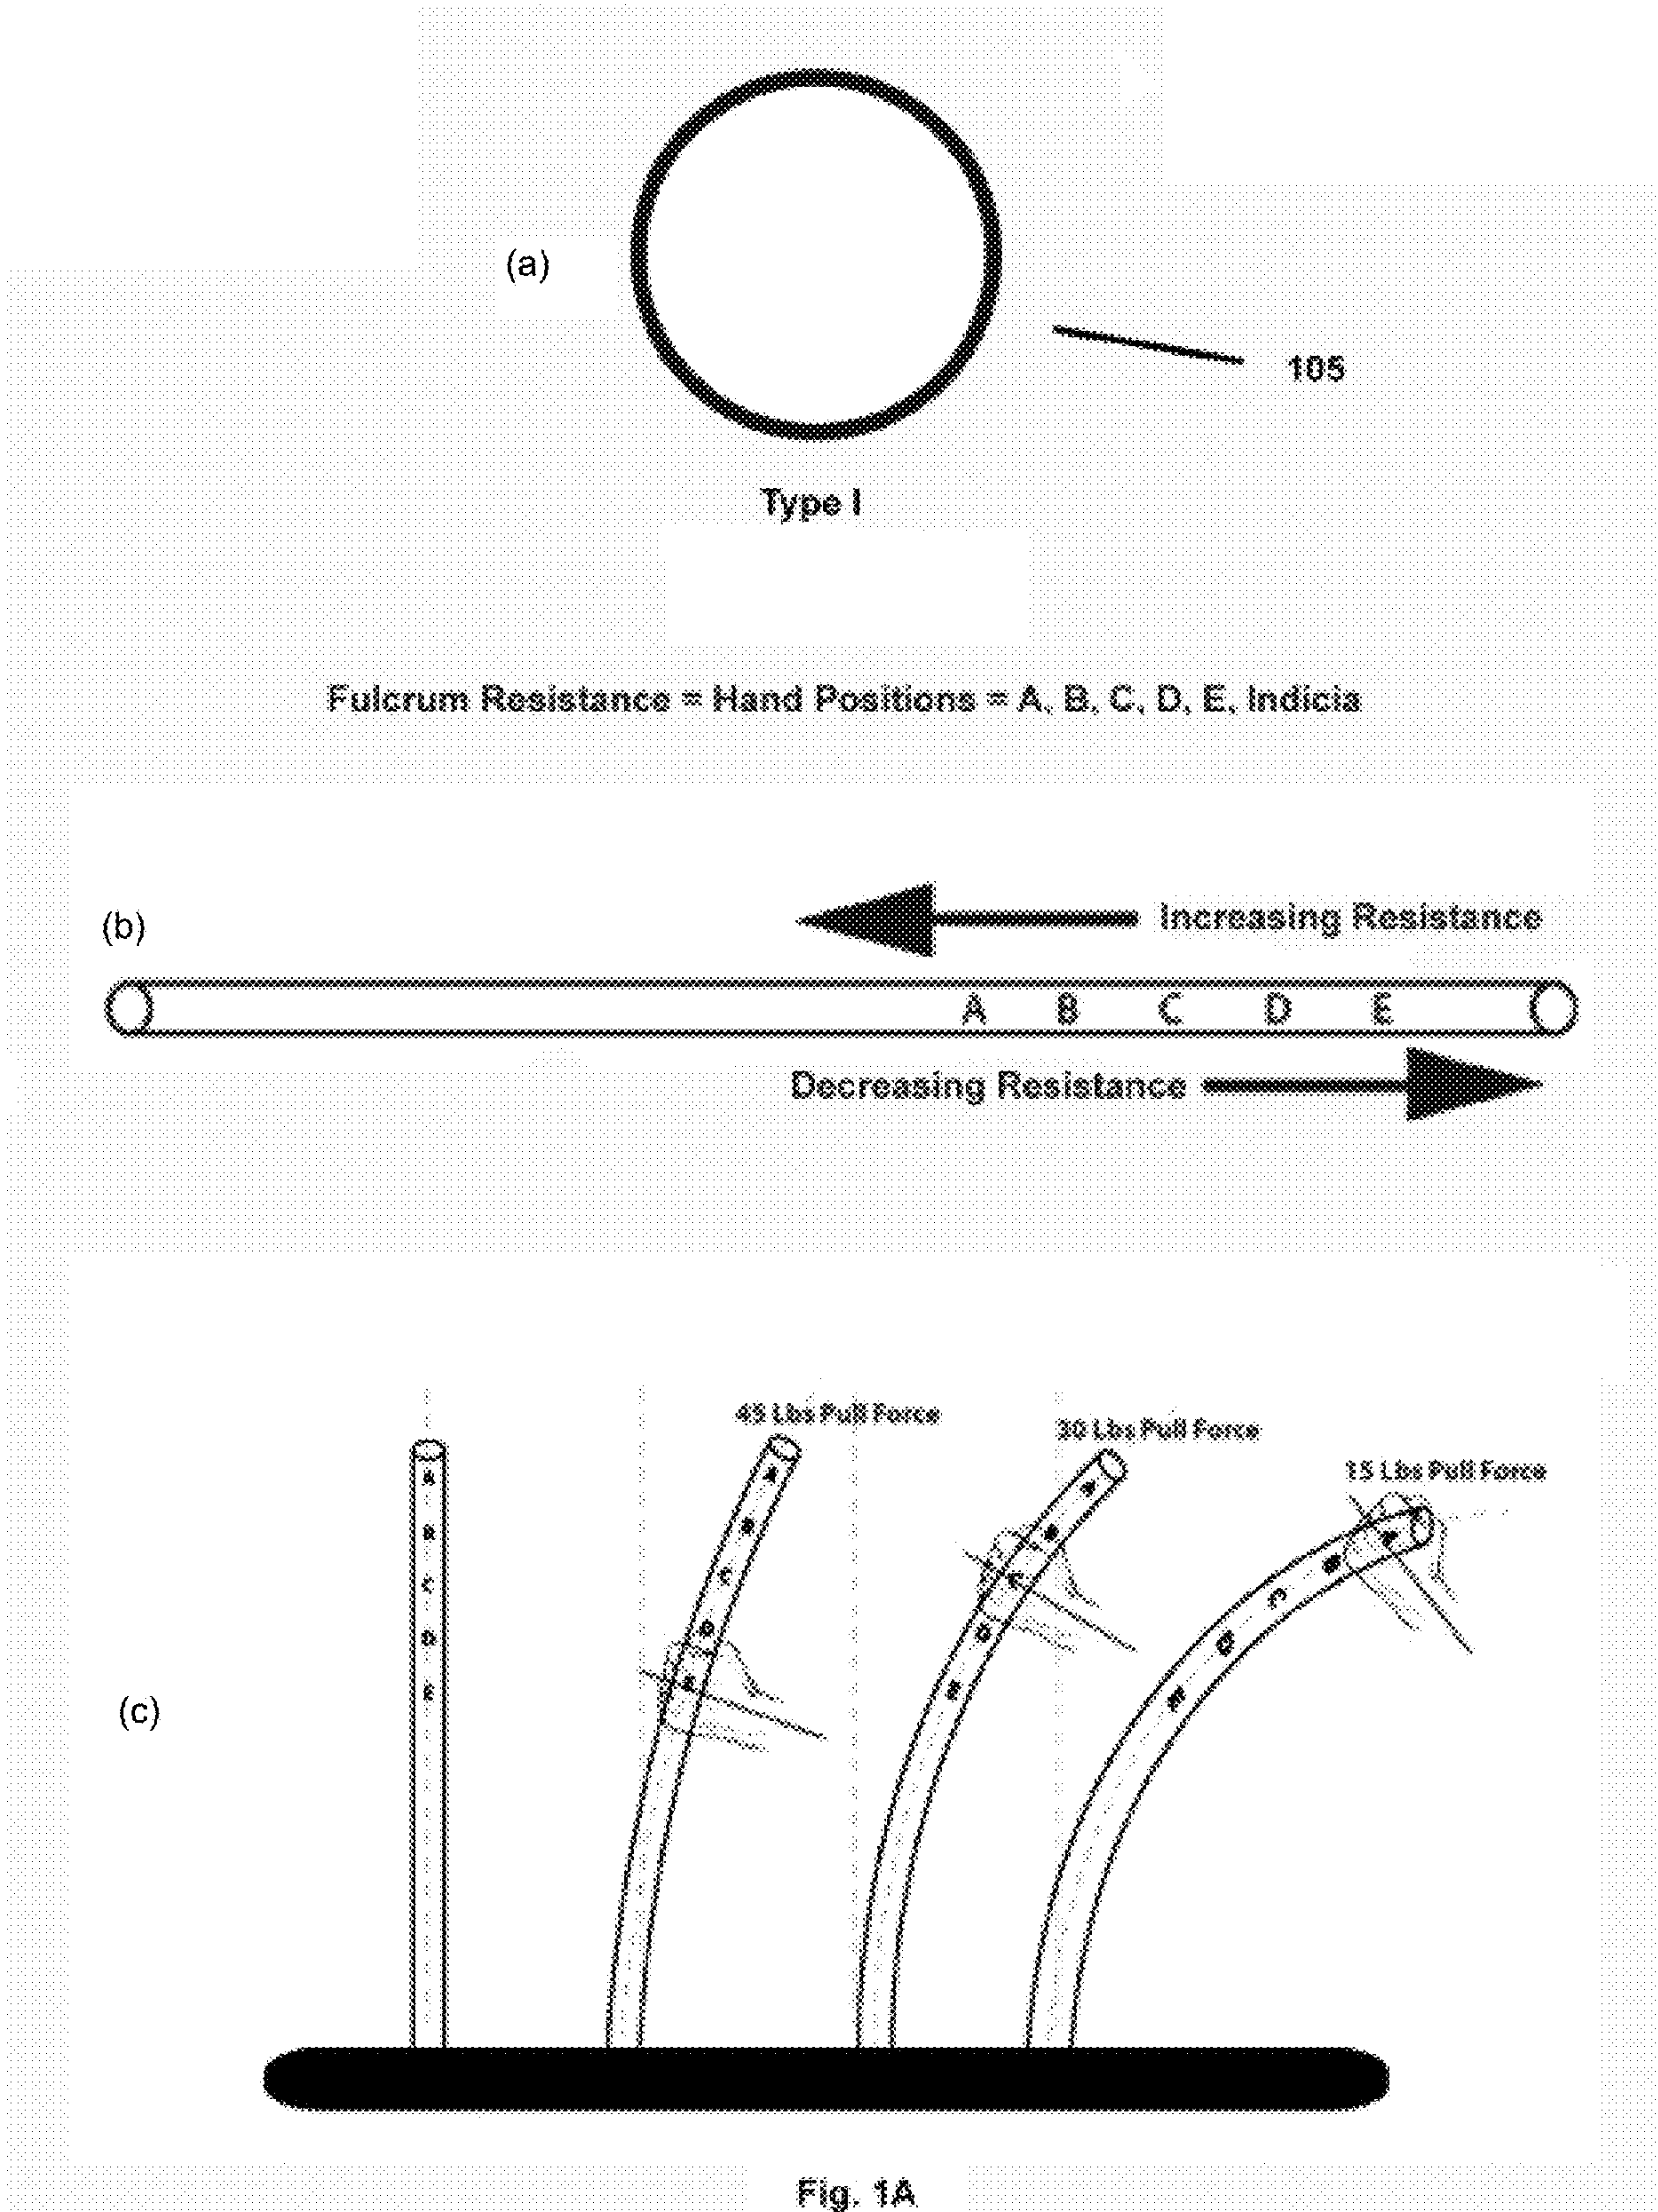 (a)
105
Type I
Fulcrum Resistance = Hand Positions = A, B, C, D, E, Indicia
(b)
Increasing Resistance
A B C D E
Decreasing Resistance
(c)
45 Lbs Pull Force
30 Lbs Pull Force
15 Lbs Pull Force
A
B
C
D
E
A
B
C
D
E
A
B
C
D
E
A
B
C
D
E
Fig. 1A